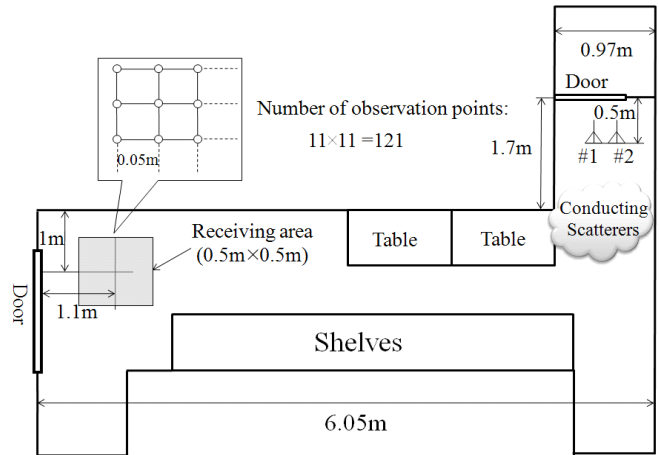 0.97m
Door
0.5m
Number of observation points:
11×11 =121
0.05m
1.7m
#1 #2
1m
Receiving area
(0.5m×0.5m)
Table
Table
Conducting
Scatterers
Door
1.1m
Shelves
6.05m